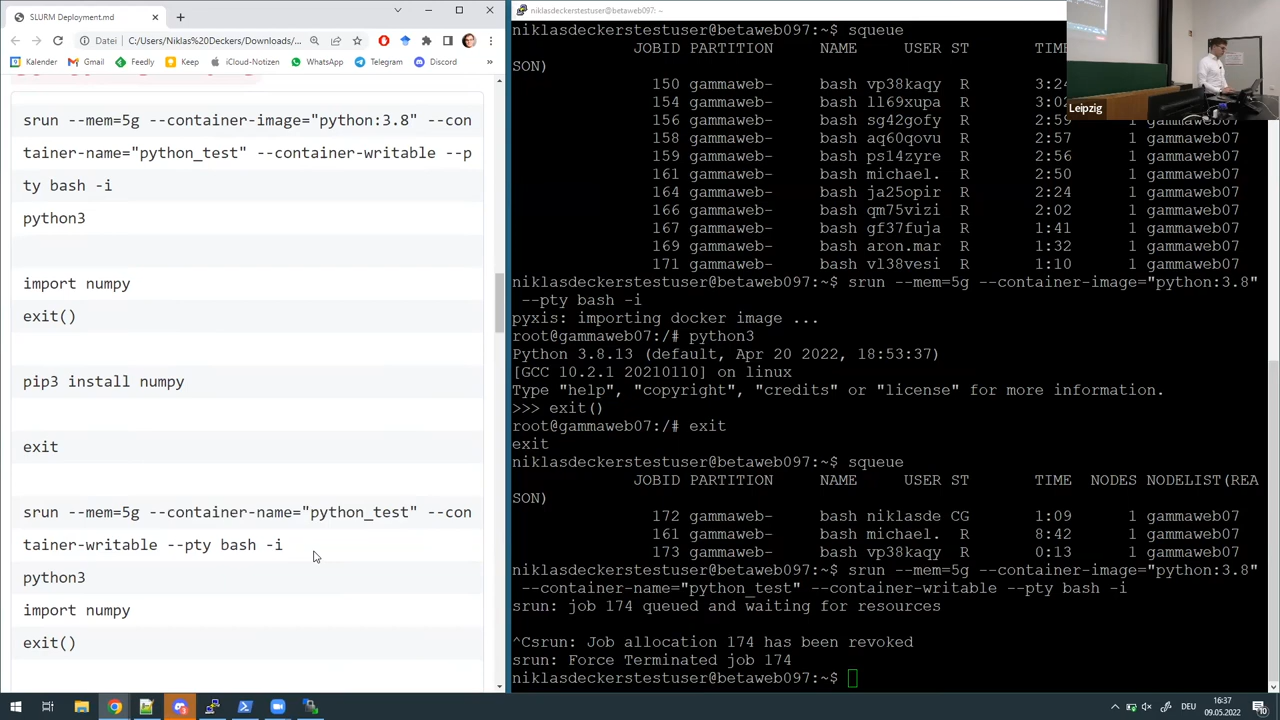 SLURM Deployment.md
Datei
C:/Users/Niklas%20Deckers/Downloads/...
Kalender
Gmail
Feedly
Keep
iCloud-Notizen
WhatsApp
Telegram
Discord
srun --mem=5g --container-image="python:3.8" --con
tainer-name="python_test" --container-writable --p
ty bash -i
python3
import numpy
exit()
pip3 install numpy
exit
srun --mem=5g --container-name="python_test" --con
tainer-writable --pty bash -i
python3
import numpy
exit()
niklasdeckerstestuser@betaweb097: ~
niklasdeckerstestuser@betaweb097:~$ squeue
JOBID PARTITION NAME USER ST TIME
SON)
150 gammaweb- bash vp38kaqy R 3:24
154 gammaweb- bash ll69xupa R 3:02
156 gammaweb- bash sg42gofy R 2:59 1 gammaweb07
158 gammaweb- bash aq60qovu R 2:57 1 gammaweb07
159 gammaweb- bash ps14zyre R 2:56 1 gammaweb07
161 gammaweb- bash michael. R 2:50 1 gammaweb07
164 gammaweb- bash ja25opir R 2:24 1 gammaweb07
166 gammaweb- bash qm75vizi R 2:02 1 gammaweb07
167 gammaweb- bash gf37fuja R 1:41 1 gammaweb07
169 gammaweb- bash aron.mar R 1:32 1 gammaweb07
171 gammaweb- bash vl38vesi R 1:10 1 gammaweb07
niklasdeckerstestuser@betaweb097:~$ srun --mem=5g --container-image="python:3.8"
--pty bash -i
pyxis: importing docker image ...
root@gammaweb07:/# python3
Python 3.8.13 (default, Apr 20 2022, 18:53:37)
[GCC 10.2.1 20210110] on linux
Type "help", "copyright", "credits" or "license" for more information.
>>> exit()
root@gammaweb07:/# exit
exit
niklasdeckerstestuser@betaweb097:~$ squeue
JOBID PARTITION NAME USER ST TIME NODES NODELIST(REA
SON)
172 gammaweb- bash niklasde CG 1:09 1 gammaweb07
161 gammaweb- bash michael. R 8:42 1 gammaweb07
173 gammaweb- bash vp38kaqy R 0:13 1 gammaweb07
niklasdeckerstestuser@betaweb097:~$ srun --mem=5g --container-image="python:3.8"
--container-name="python_test" --container-writable --pty bash -i
srun: job 174 queued and waiting for resources
^Csrun: Job allocation 174 has been revoked
srun: Force Terminated job 174
niklasdeckerstestuser@betaweb097:~$
Leipzig
DEU
16:37
09.05.2022
10